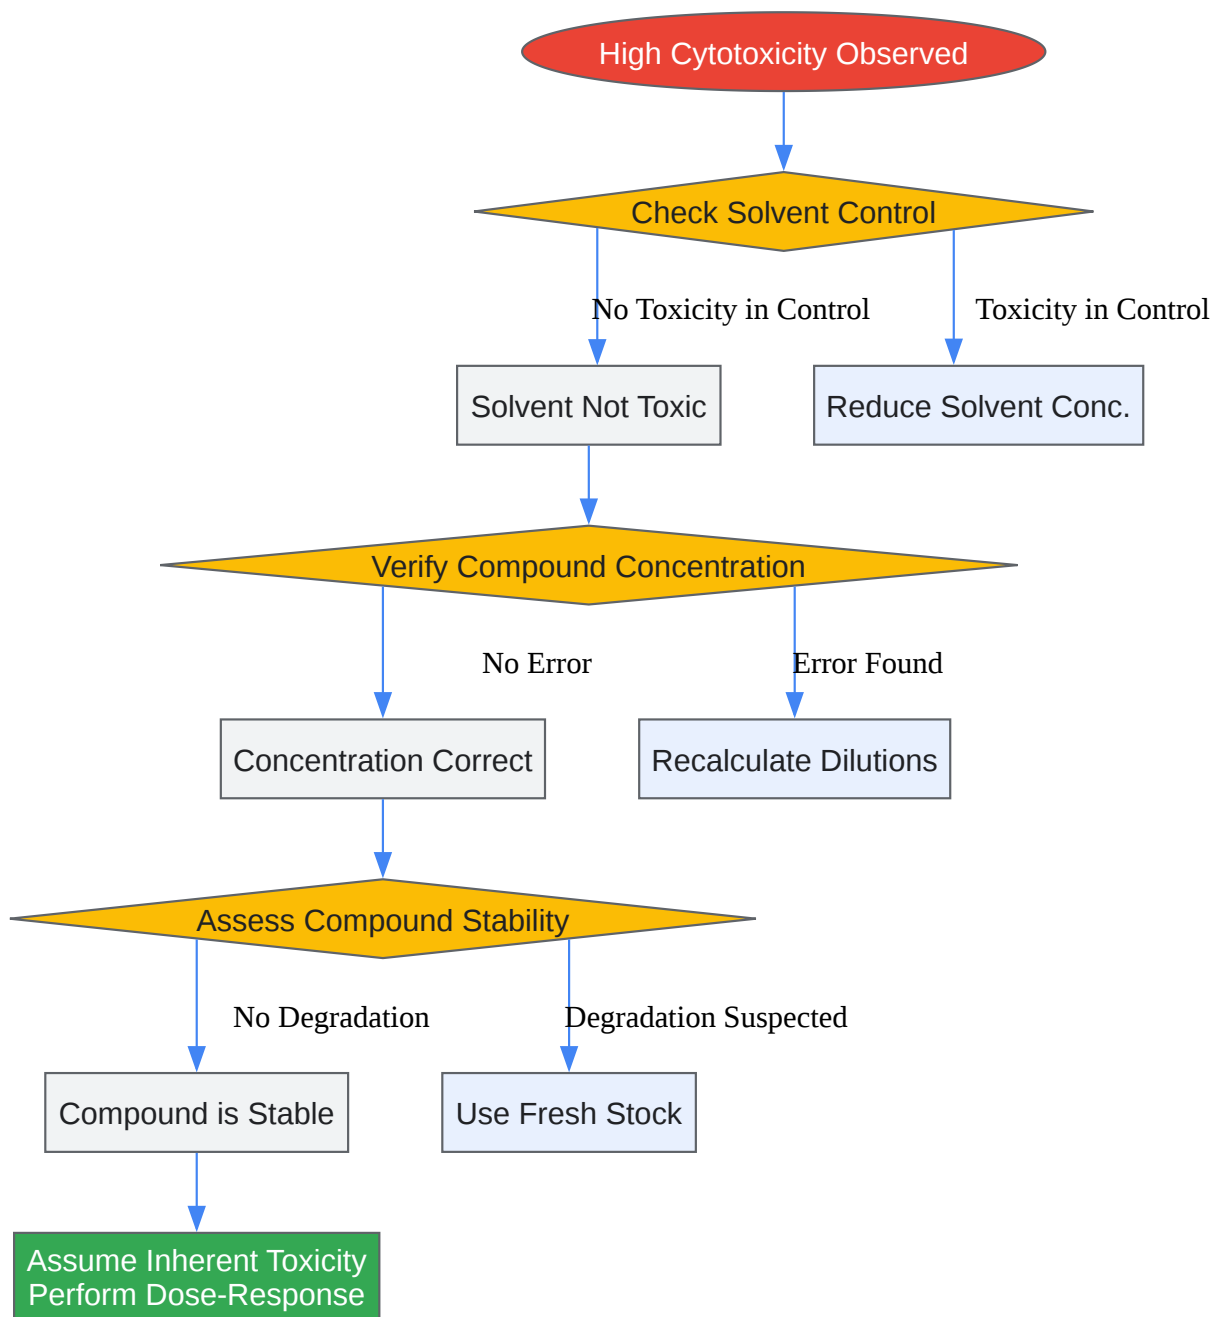 High Cytotoxicity Observed
Check Solvent Control
No Toxicity in Control
Toxicity in Control
Solvent Not Toxic
Reduce Solvent Conc.
Verify Compound Concentration
No Error
Error Found
Concentration Correct
Recalculate Dilutions
Assess Compound Stability
No Degradation
Degradation Suspected
Compound is Stable
Use Fresh Stock
Assume Inherent Toxicity
Perform Dose-Response